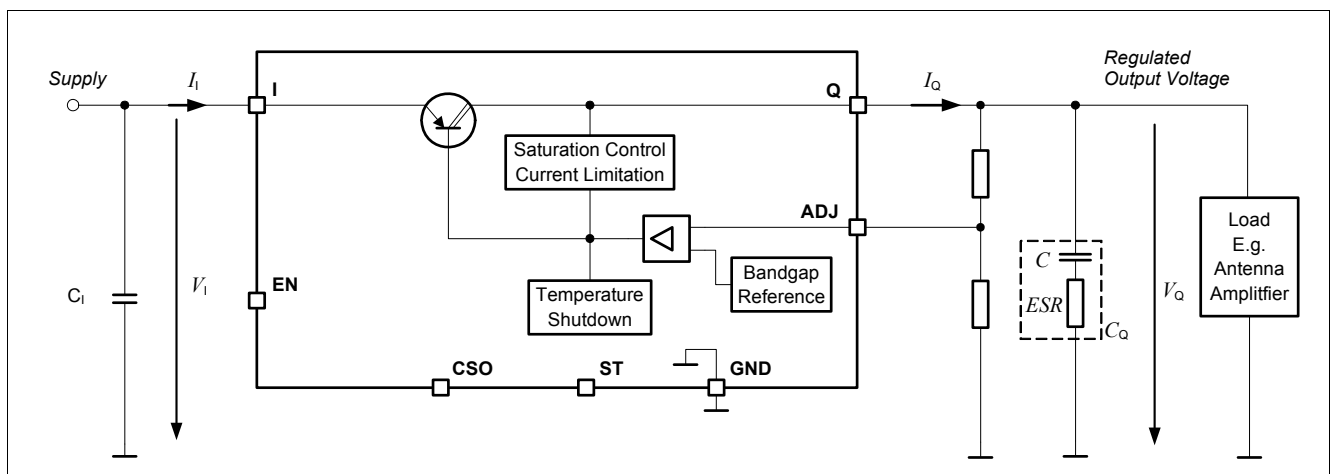 Supply
I_I
I
Q
I_Q
Regulated
Output Voltage
Saturation Control
Current Limitation
ADJ
Load
E.g.
Antenna
Amplitfier
C_I
V_I
EN
Temperature
Shutdown
Bandgap
Reference
C
ESR
C_Q
V_Q
CSO
ST
GND